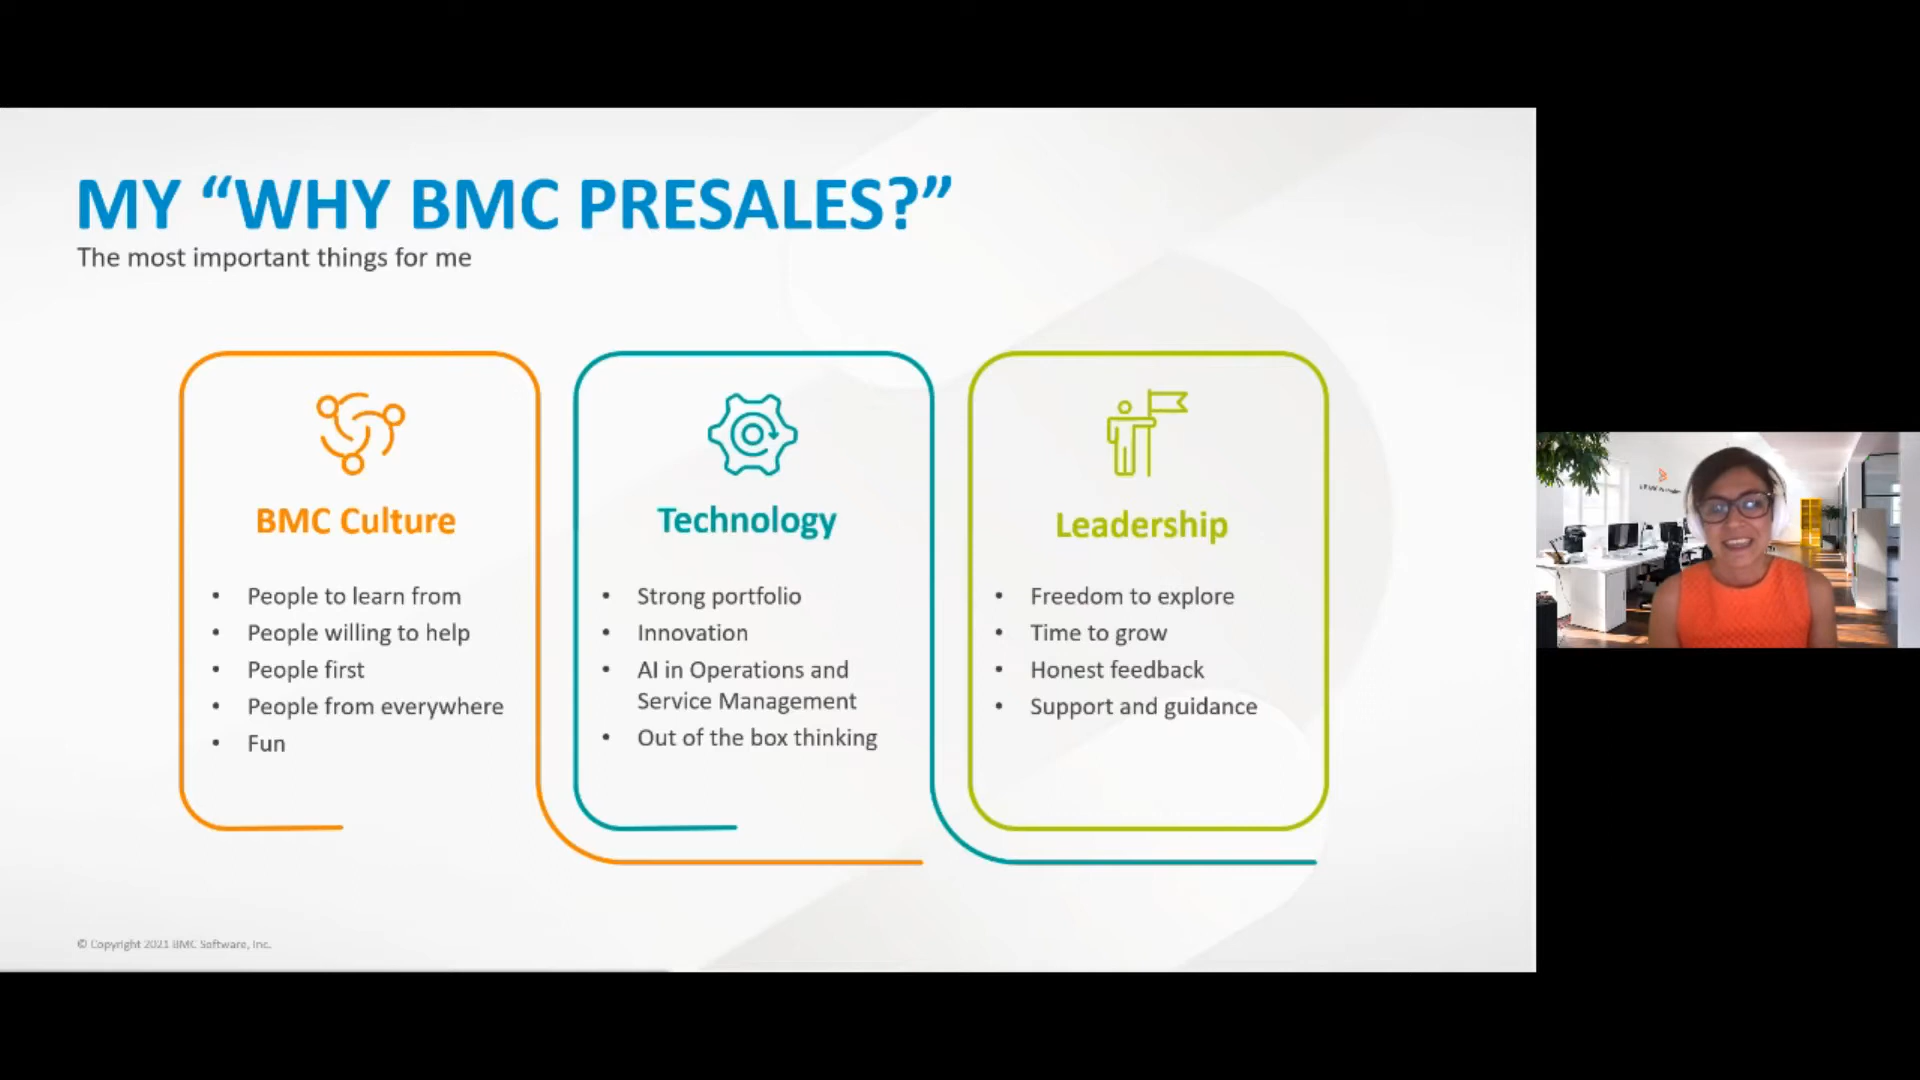 MY “WHY BMC PRESALES?”
The most important things for me
BMC Culture
• People to learn from
• People willing to help
• People first
• People from everywhere
• Fun
Technology
• Strong portfolio
• Innovation
• AI in Operations and
Service Management
• Out of the box thinking
Leadership
• Freedom to explore
• Time to grow
• Honest feedback
• Support and guidance
© Copyright 2021 BMC Software, Inc.